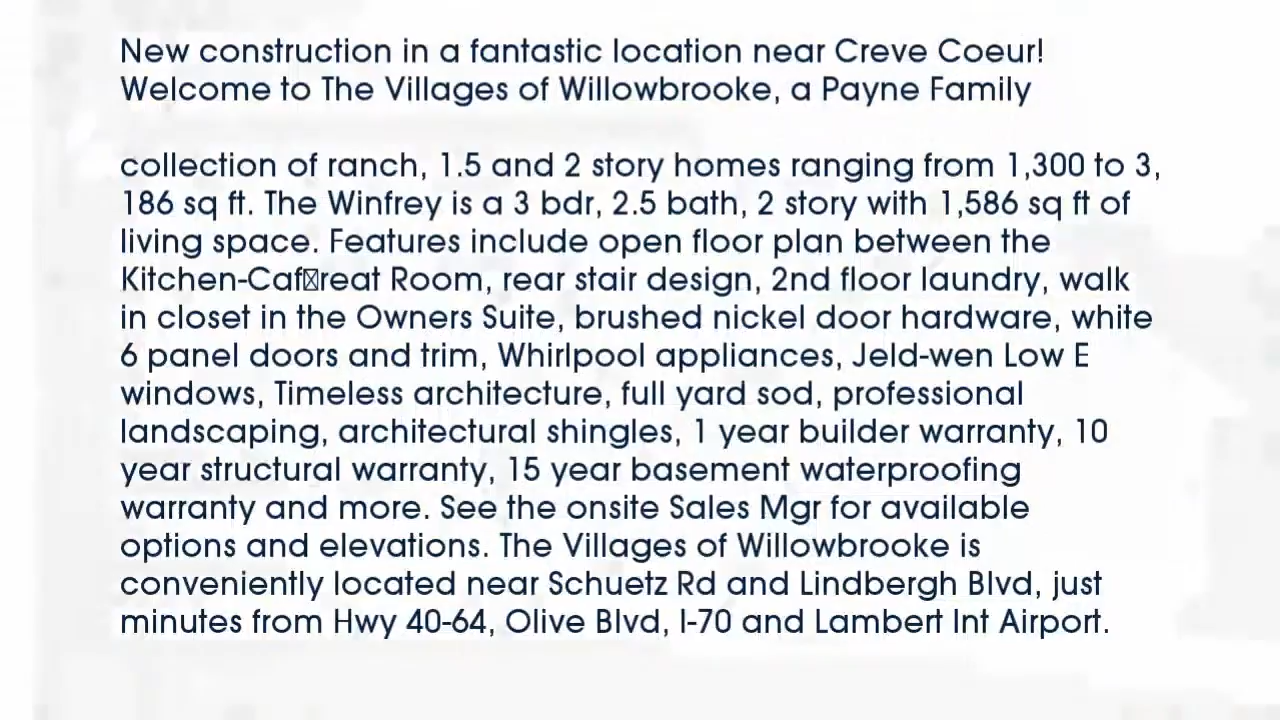 New construction in a fantastic location near Creve Coeur!
Welcome to The Villages of Willowbrooke, a Payne Family
collection of ranch, 1.5 and 2 story homes ranging from 1,300 to 3,
186 sq ft. The Winfrey is a 3 bdr, 2.5 bath, 2 story with 1,586 sq ft of
living space. Features include open floor plan between the
Kitchen-Caf☒reat Room, rear stair design, 2nd floor laundry, walk
in closet in the Owners Suite, brushed nickel door hardware, white
6 panel doors and trim, Whirlpool appliances, Jeld-wen Low E
windows, Timeless architecture, full yard sod, professional
landscaping, architectural shingles, 1 year builder warranty, 10
year structural warranty, 15 year basement waterproofing
warranty and more. See the onsite Sales Mgr for available
options and elevations. The Villages of Willowbrooke is
conveniently located near Schuetz Rd and Lindbergh Blvd, just
minutes from Hwy 40-64, Olive Blvd, I-70 and Lambert Int Airport.